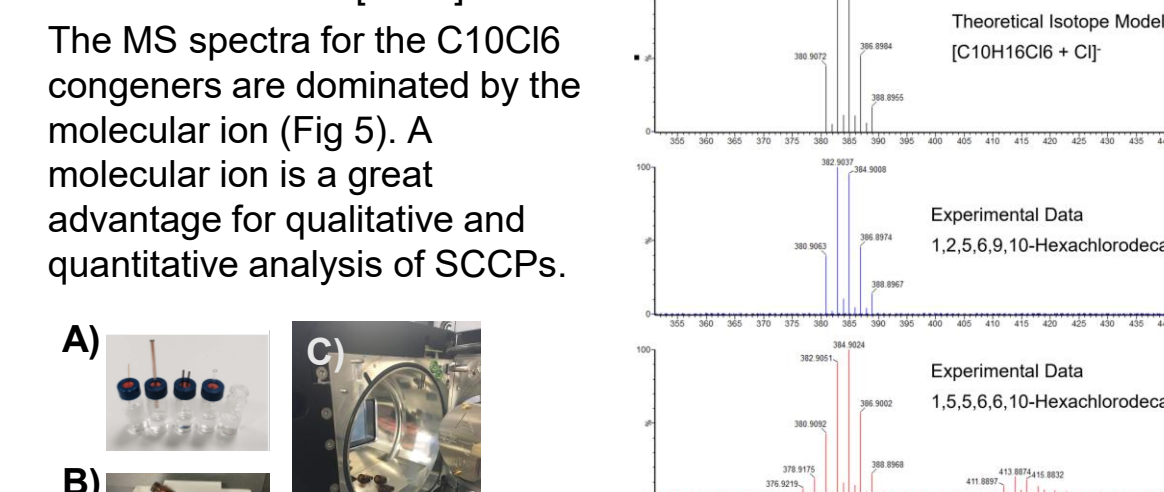 The MS spectra for the C10Cl6
congeners are dominated by the
molecular ion (Fig 5). A
molecular ion is a great
advantage for qualitative and
quantitative analysis of SCCPs.
A)
C)
B)
Theoretical Isotope Model
[C10H16Cl6 + Cl]-
380.9072
386.8984
388.8955
%
0
355 360 365 370 375 380 385 390 395 400 405 410 415 420 425 430 435
100
382.9037
384.9008
Experimental Data
1,2,5,6,9,10-Hexachlorodeca
380.9063
386.8974
388.8967
%
0
355 360 365 370 375 380 385 390 395 400 405 410 415 420 425 430 435
100
384.9024
382.9051
Experimental Data
1,5,5,6,6,10-Hexachlorodeca
386.9002
380.9092
%
388.8968
378.9175
376.9219
411.8897
413.8874
415.8832